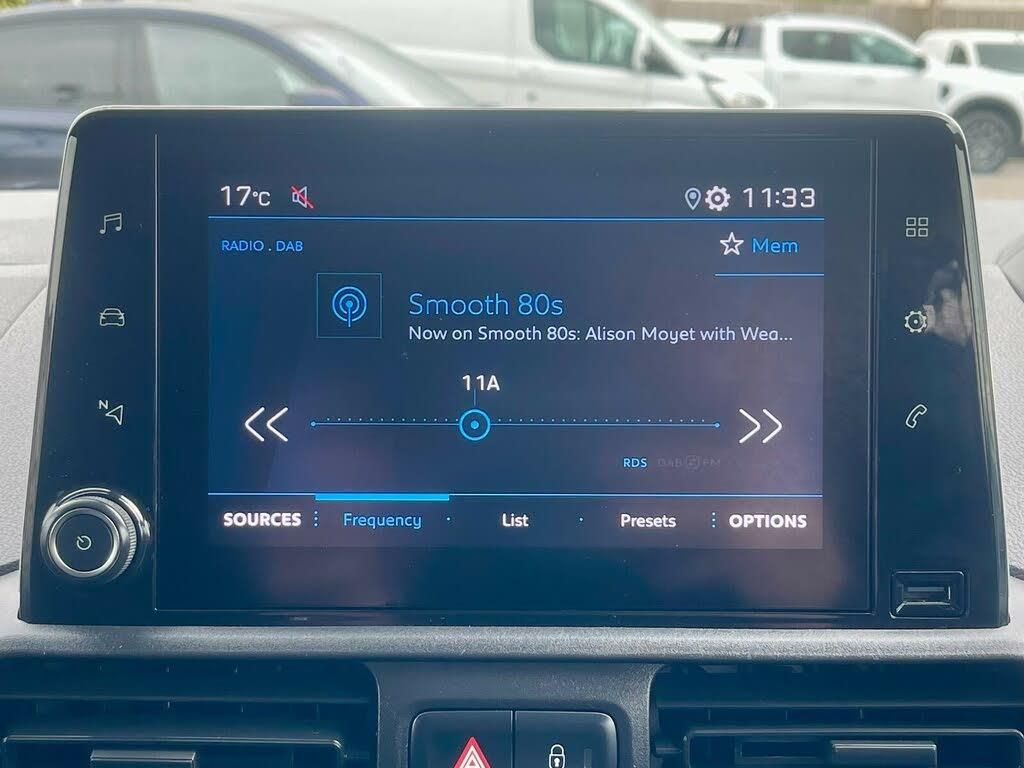 17°C 11:33
RADIO . DAB
Mem
Smooth 80s
Now on Smooth 80s: Alison Moyet with Wea...
11A
RDS DAB FM
SOURCES Frequency List Presets OPTIONS
N